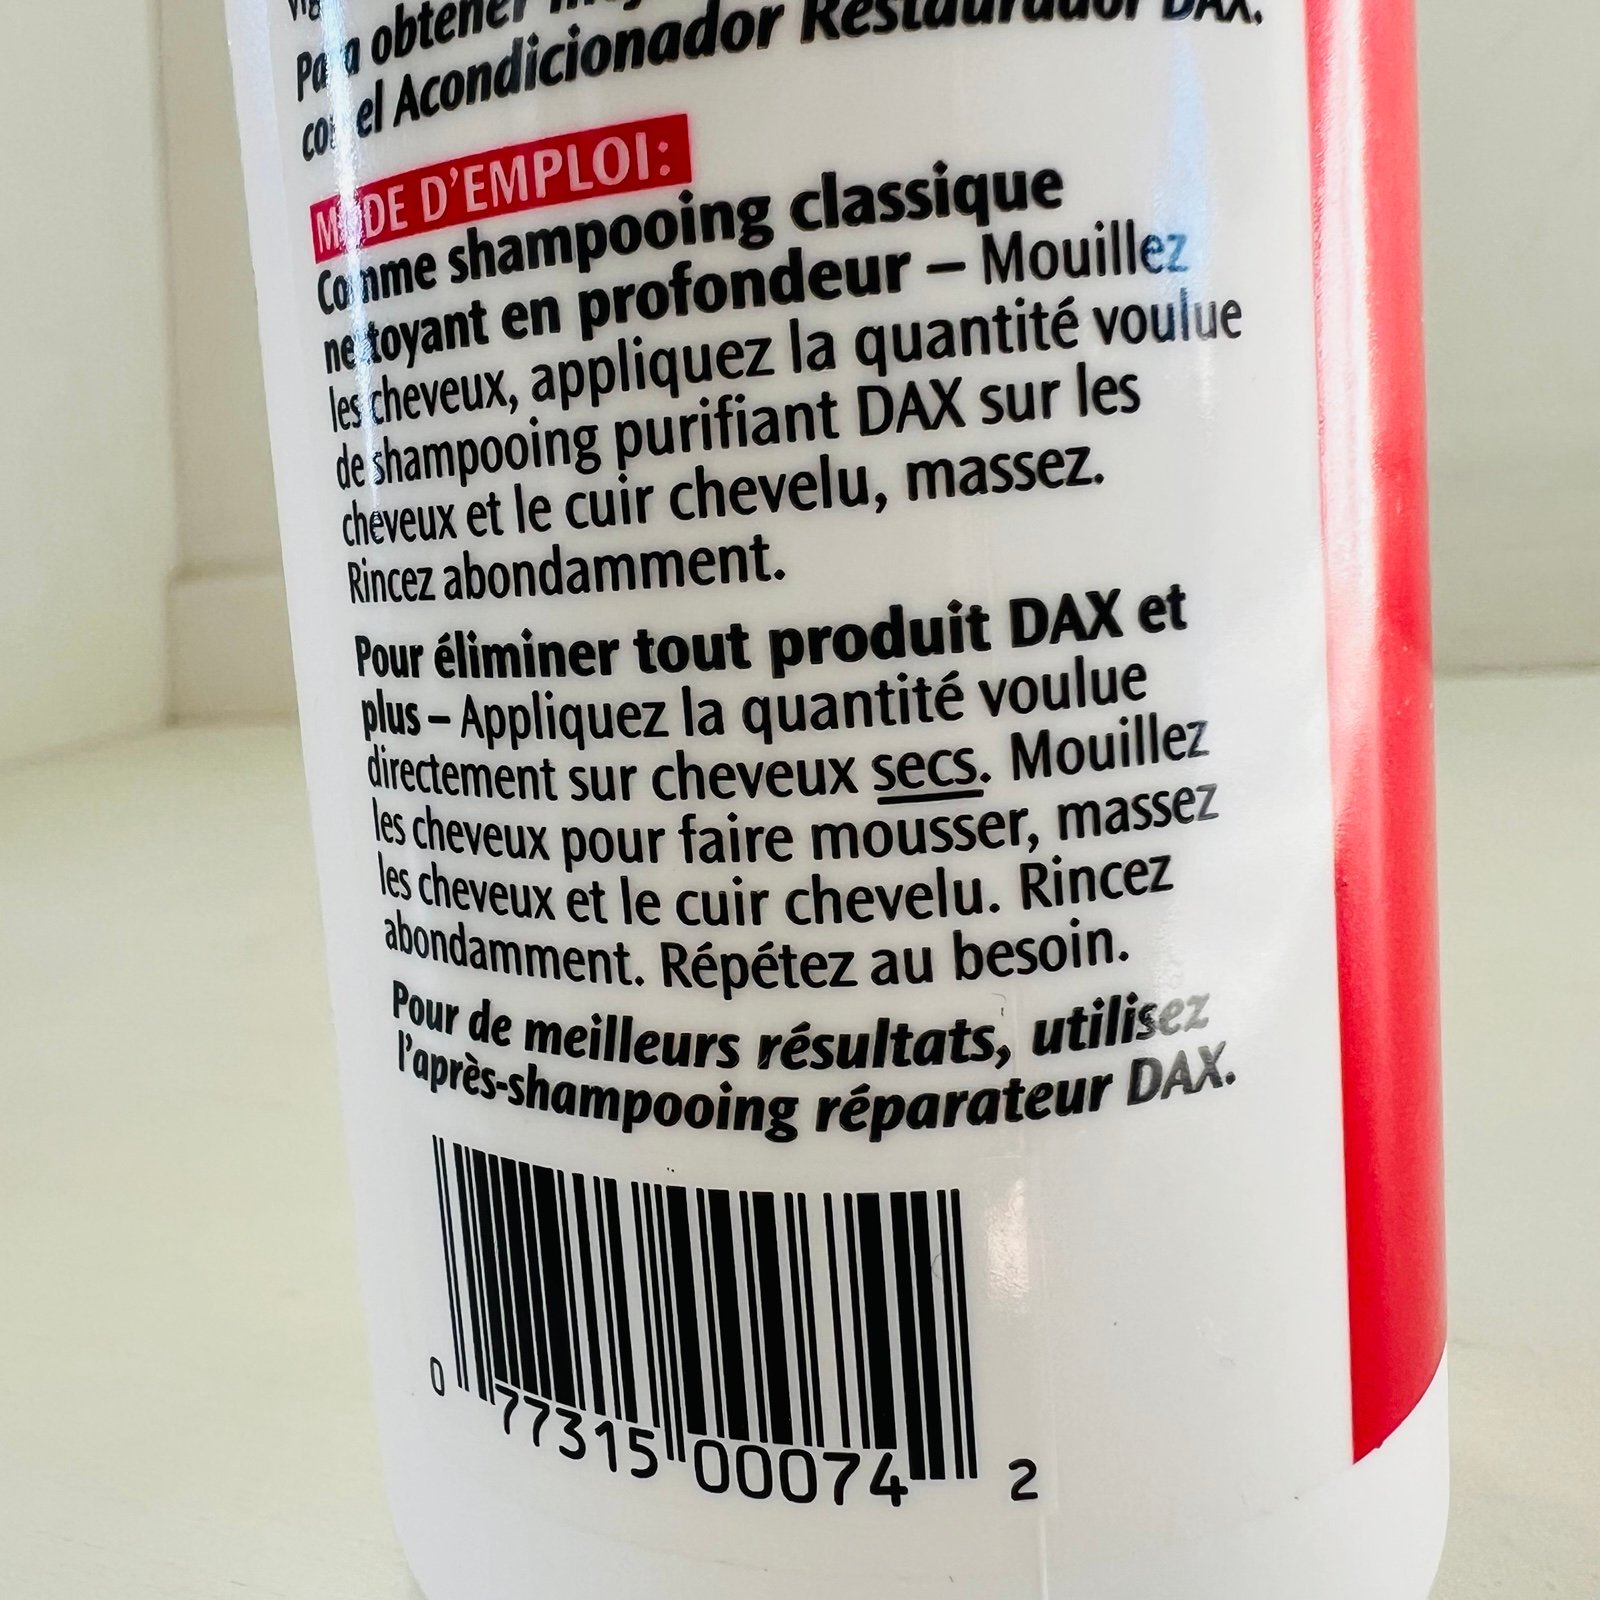 Para obtener
con el Acondicionador Restaurador DAX.
MODE D'EMPLOI:
Comme shampooing classique
nettoyant en profondeur – Mouillez
les cheveux, appliquez la quantité voulue
de shampooing purifiant DAX sur les
cheveux et le cuir chevelu, massez.
Rincez abondamment.
Pour éliminer tout produit DAX et
plus – Appliquez la quantité voulue
directement sur cheveux secs. Mouillez
les cheveux pour faire mousser, massez
les cheveux et le cuir chevelu. Rincez
abondamment. Répétez au besoin.
Pour de meilleurs résultats, utilisez
l'après-shampooing réparateur DAX.
0 77315 00074 2